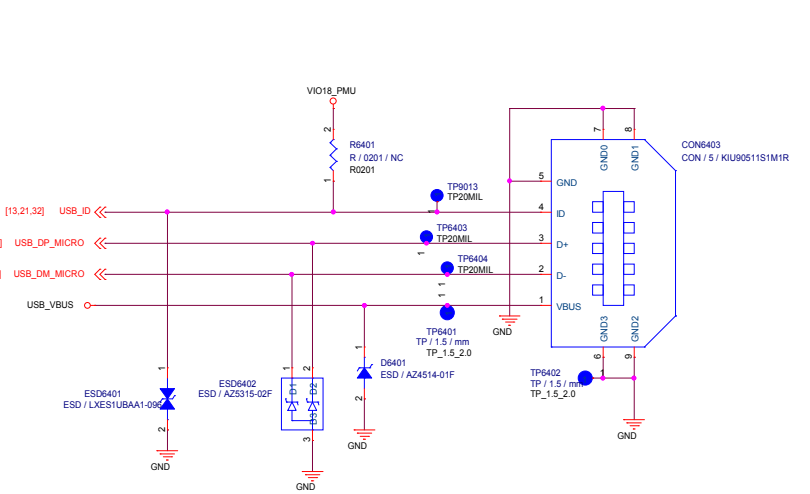 VIO18_PMU
2
R6401
R / 0201 / NC
R0201
1
7
8
CON6403
CON / 5 / KIU90511S1M1R
GND0
GND1
5
GND
TP9013
TP20MIL
1
[13,21,32]
USB_ID
4
ID
TP6403
TP20MIL
1
]
USB_DP_MICRO
3
D+
TP6404
TP20MIL
1
]
USB_DM_MICRO
2
D-
USB_VBUS
1
1
VBUS
TP6401
TP / 1.5 / mm
TP_1.5_2.0
GND
GND3
GND2
6
9
1
D6401
ESD / AZ4514-01F
2
TP6402
TP / 1.5 / mm
TP_1.5_2.0
1
1
ESD6401
ESD / LXES1UBAA1-09
2
GND
ESD6402
ESD / AZ5315-02F
1
2
D1
D2
D3
3
GND
GND
GND